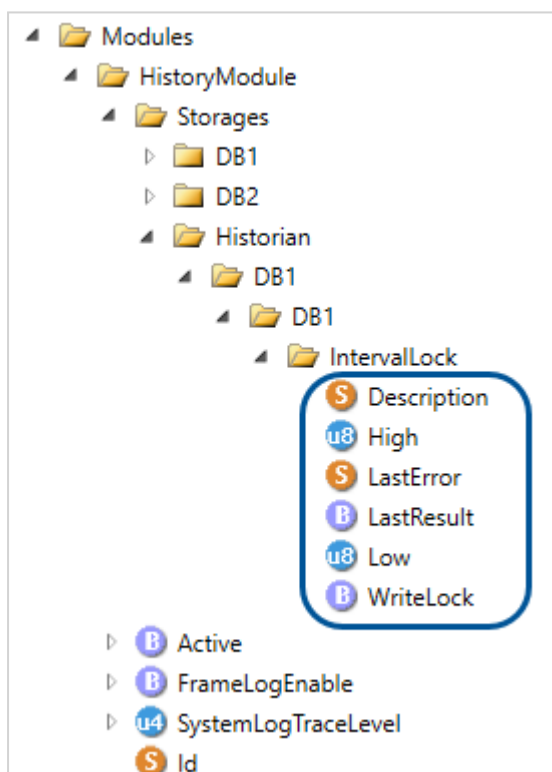 Modules
HistoryModule
Storages
DB1
DB2
Historian
DB1
DB1
IntervalLock
S Description
u8 High
S LastError
B LastResult
u8 Low
B WriteLock
B Active
B FrameLogEnable
u4 SystemLogTraceLevel
S Id